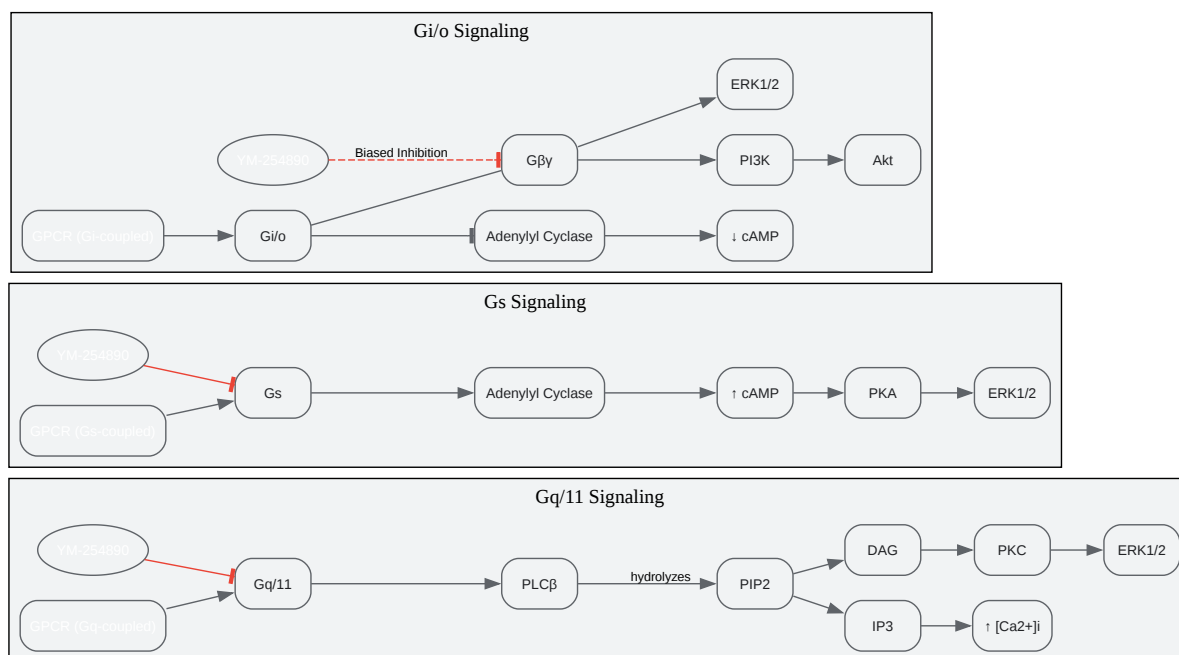 Gi/o Signaling
ERK1/2
YM-254890
Biased Inhibition
Gβγ
PI3K
Akt
GPCR (Gi-coupled)
Gi/o
Adenylyl Cyclase
↓ cAMP
Gs Signaling
YM-254890
Gs
Adenylyl Cyclase
↑ cAMP
PKA
ERK1/2
GPCR (Gs-coupled)
Gq/11 Signaling
YM-254890
DAG
PKC
ERK1/2
Gq/11
PLCβ
hydrolyzes
PIP2
GPCR (Gq-coupled)
IP3
↑ [Ca2+]i